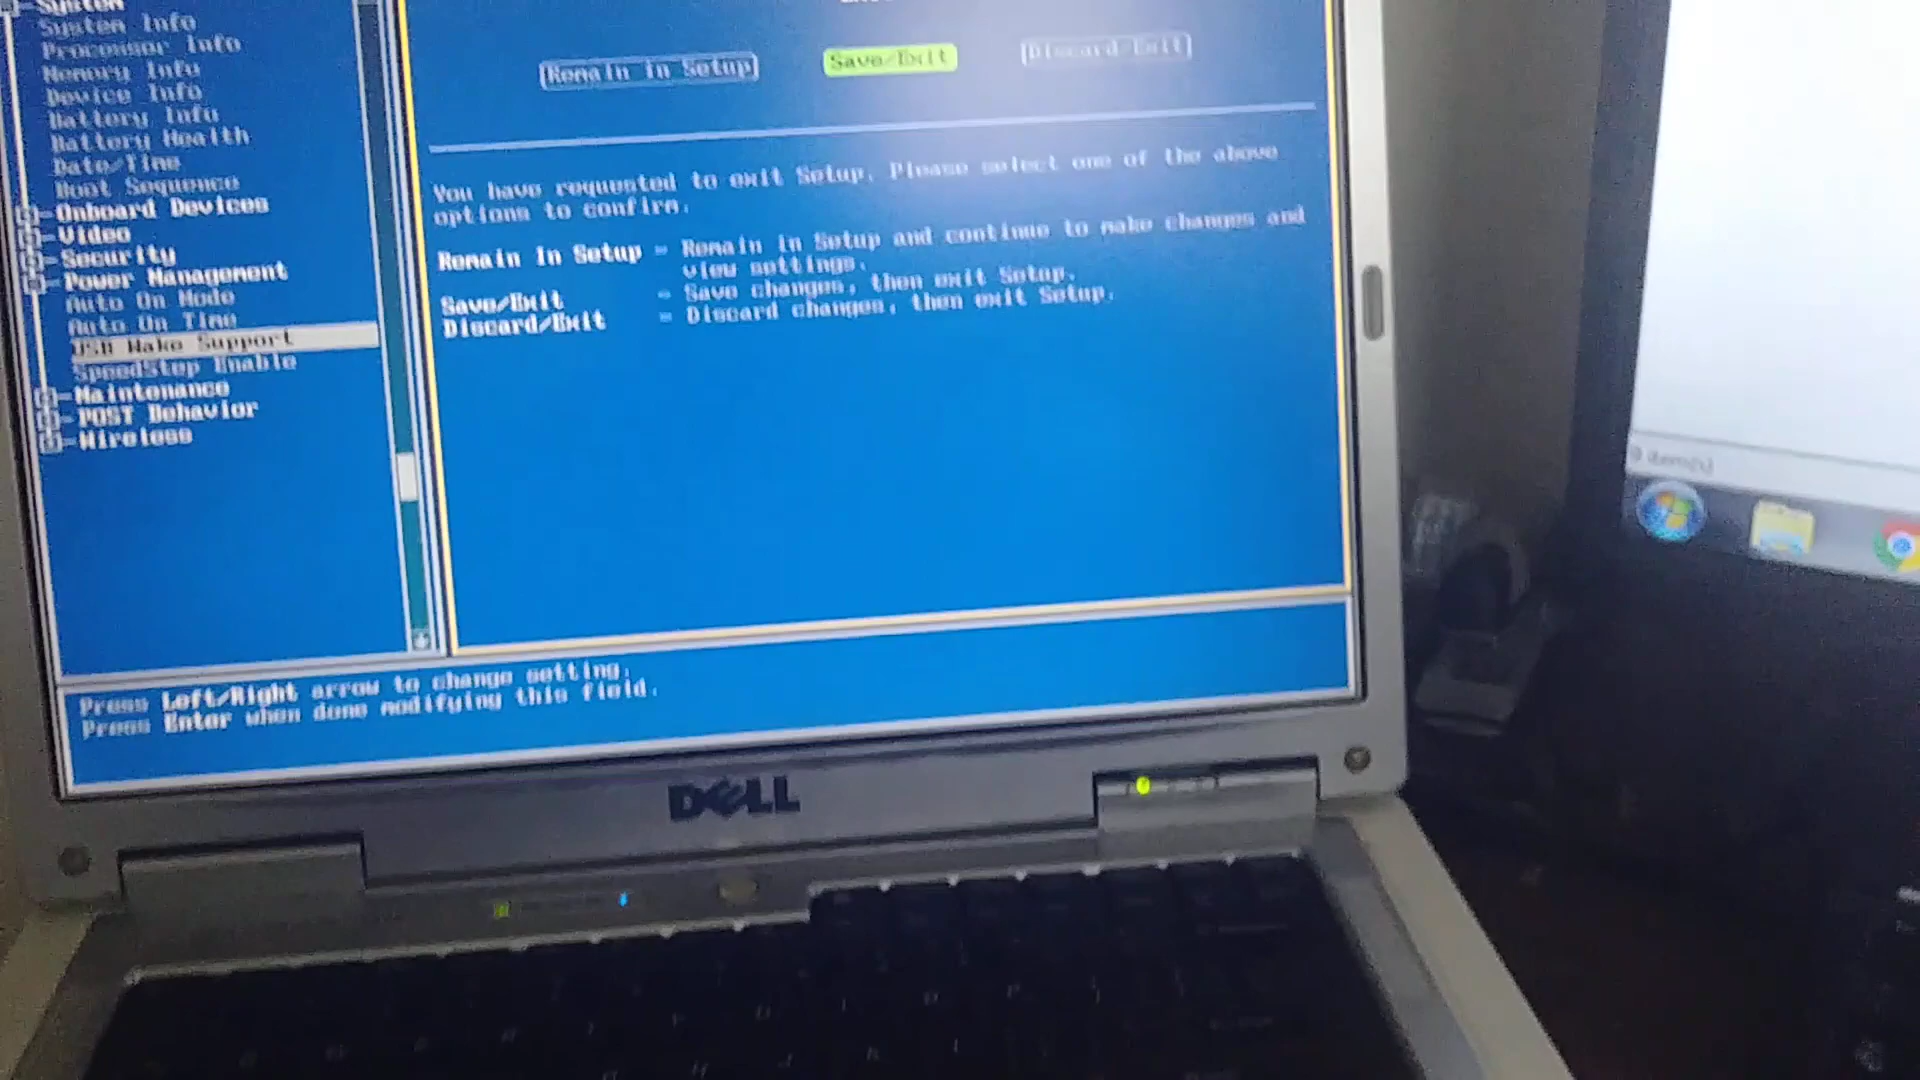 System
System Info
Processor Info
Memory Info
Device Info
Battery Info
Battery Health
Date/Time
Boot Sequence
Onboard Devices
Video
Security
Power Management
Auto On Mode
Auto On Time
USB Wake Support
SpeedStep Enable
Maintenance
POST Behavior
Wireless
[Remain in Setup]
Save/Exit
[Discard/Exit]
You have requested to exit Setup. Please select one of the above
options to confirm.
Remain in Setup = Remain in Setup and continue to make changes and
view settings.
Save/Exit = Save changes, then exit Setup.
Discard/Exit = Discard changes, then exit Setup.
Press Left/Right arrow to change setting.
Press Enter when done modifying this field.
DELL
item(s)